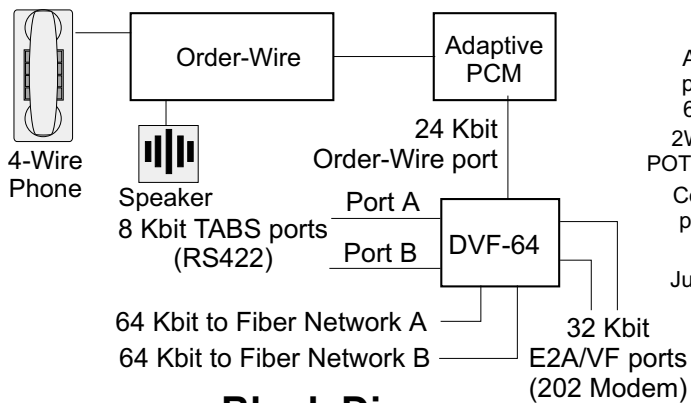 Order-Wire
Adaptive
PCM
4-Wire
Phone
Speaker
24 Kbit
Order-Wire port
8 Kbit TABS ports
(RS422)
Port A
Port B
DVF-64
64 Kbit to Fiber Network A
64 Kbit to Fiber Network B
32 Kbit
E2A/VF ports
(202 Modem)
POT